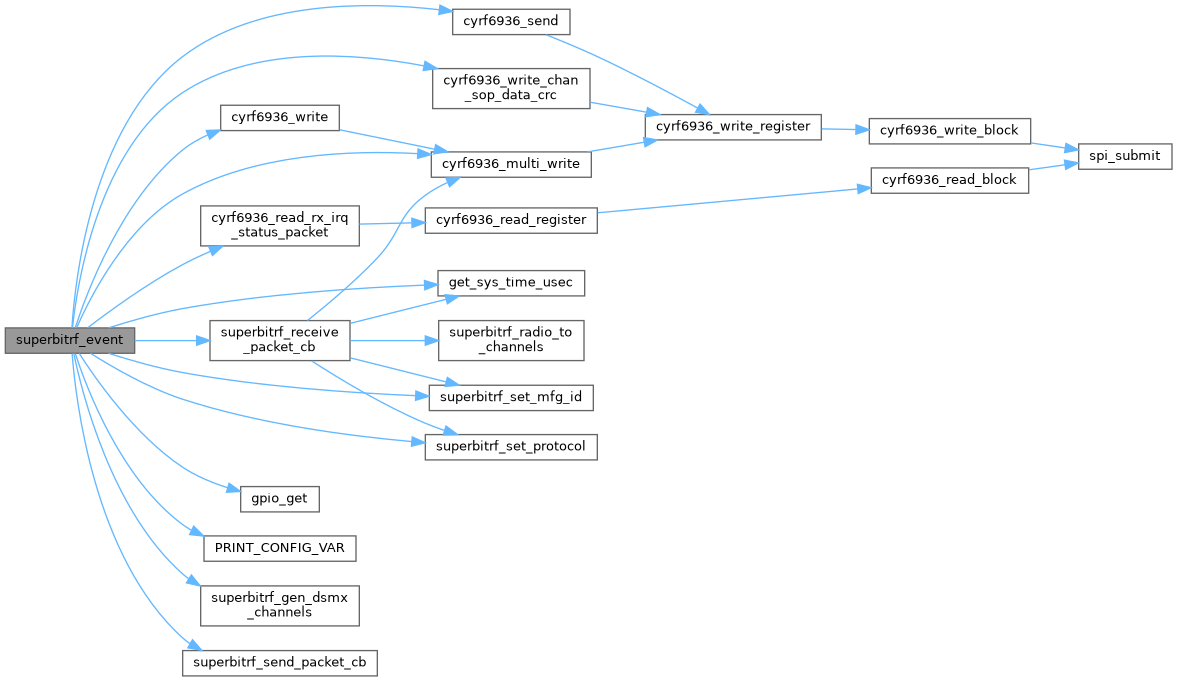 cyrf6936_send
cyrf6936_write_chan
_sop_data_crc
cyrf6936_write
cyrf6936_write_register
cyrf6936_write_block
cyrf6936_multi_write
spi_submit
cyrf6936_read_block
cyrf6936_read_rx_irq
_status_packet
cyrf6936_read_register
get_sys_time_usec
superbitrf_event
superbitrf_receive
_packet_cb
superbitrf_radio_to
_channels
superbitrf_set_mfg_id
superbitrf_set_protocol
gpio_get
PRINT_CONFIG_VAR
superbitrf_gen_dsmx
_channels
superbitrf_send_packet_cb